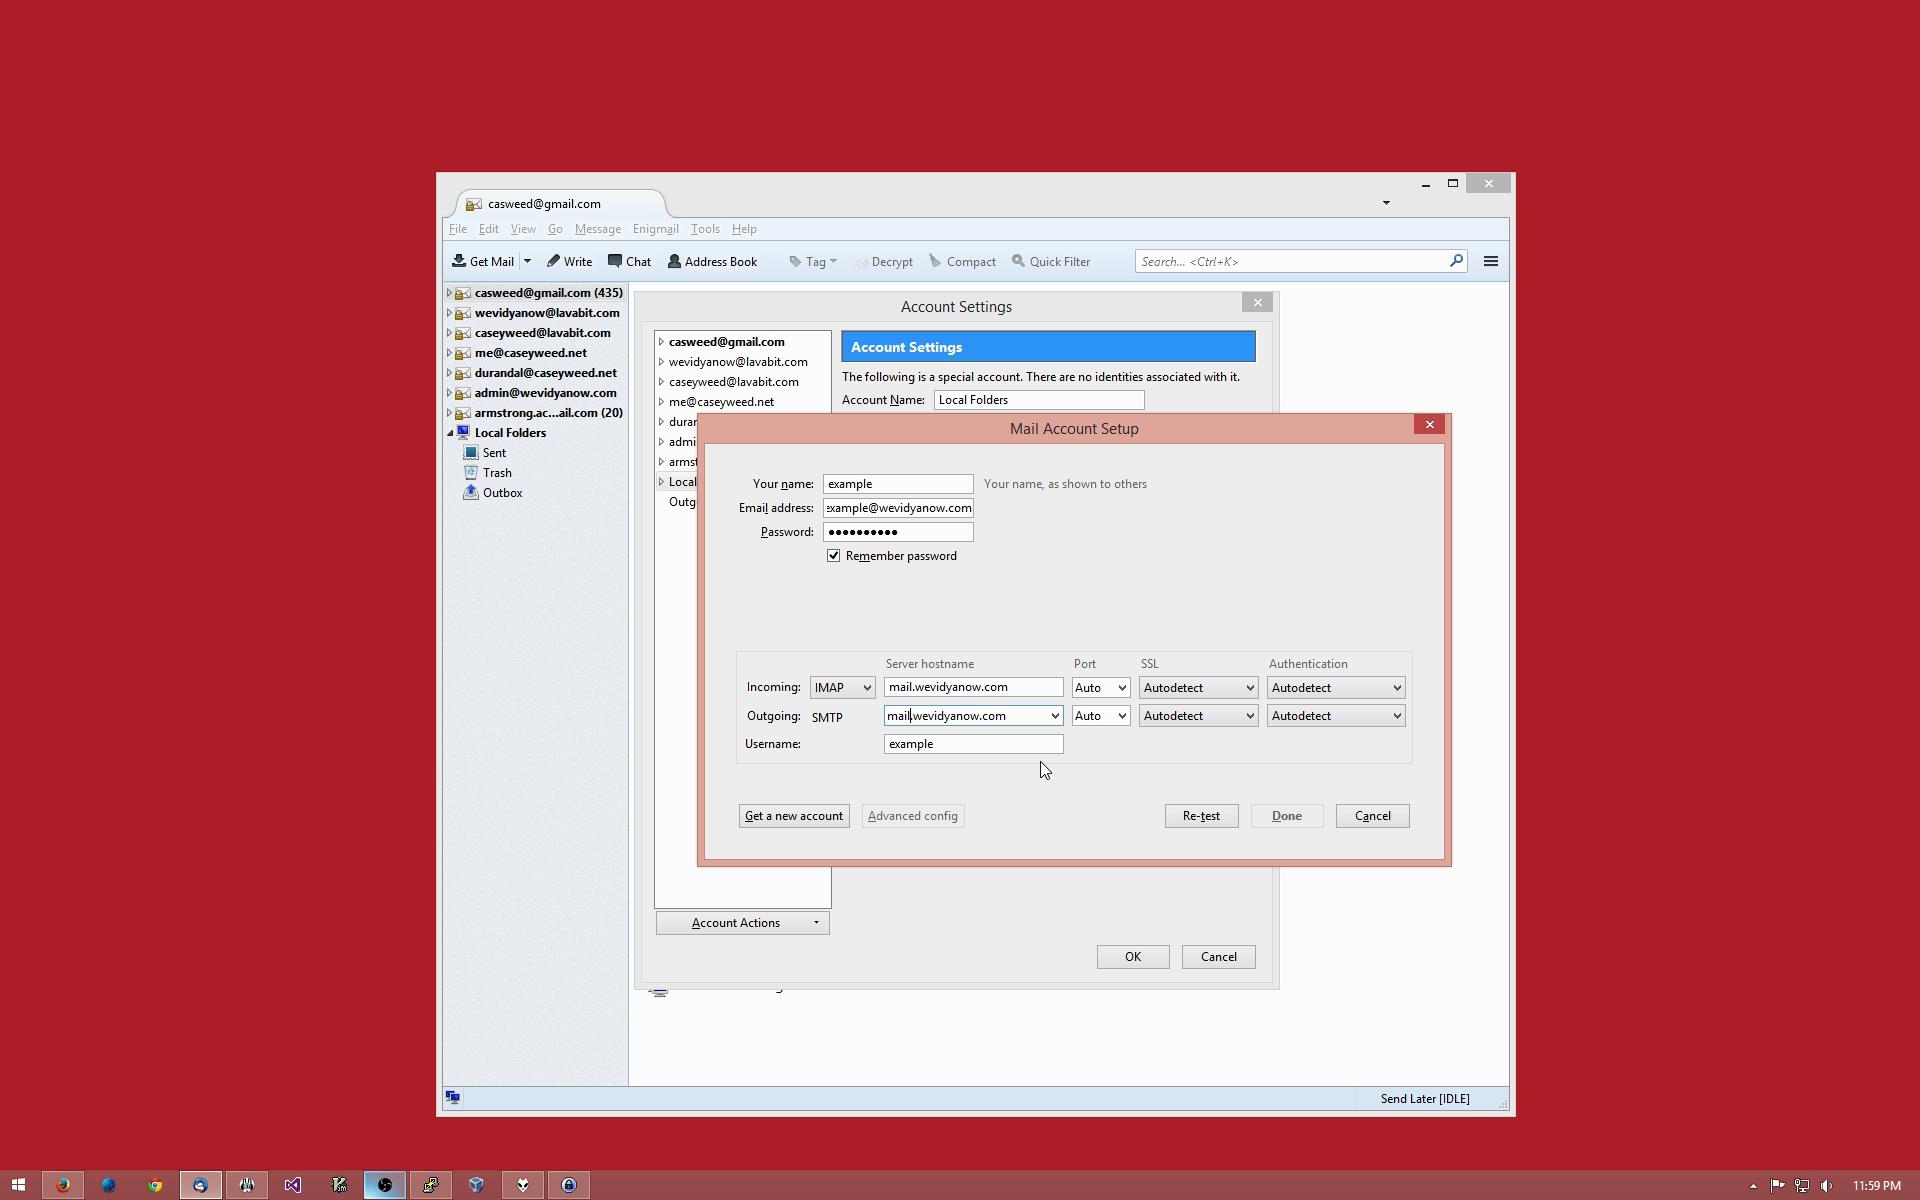 casweed@gmail.com
File Edit View Go Message Enigmail Tools Help
Get Mail Write Chat Address Book Tag Decrypt Compact Quick Filter Search... <Ctrl+K>
casweed@gmail.com (435)
wevidyanow@lavabit.com
caseyweed@lavabit.com
me@caseyweed.net
durandal@caseyweed.net
admin@wevidyanow.com
armstrong.ac...ail.com (20)
Local Folders
Sent
Trash
Outbox
Account Settings
casweed@gmail.com
wevidyanow@lavabit.com
caseyweed@lavabit.com
me@caseyweed.net
duran
admi
armst
Local
Outg
Account Settings
The following is a special account. There are no identities associated with it.
Account Name: Local Folders
Mail Account Setup
Your name: example Your name, as shown to others
Email address: example@wevidyanow.com
Password: ●●●●●●●●●●
Remember password
Server hostname Port SSL Authentication
Incoming: IMAP mail.wevidyanow.com Auto Autodetect Autodetect
Outgoing: SMTP mail.wevidyanow.com Auto Autodetect Autodetect
Username: example
Get a new account Advanced config Re-test Done Cancel
Account Actions
OK Cancel
Send Later [IDLE]
11:59 PM